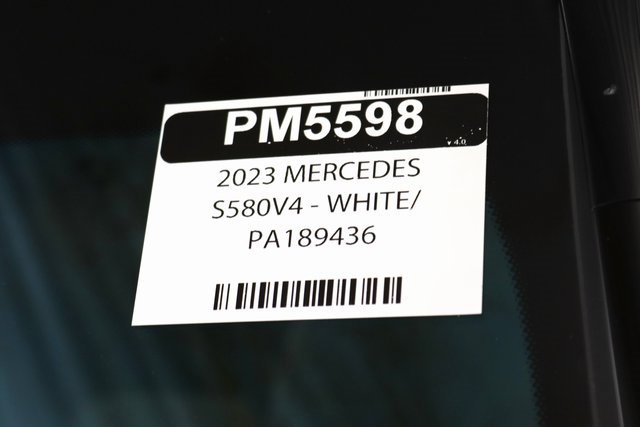 PM5598
v 4.0
2023 MERCEDES
S580V4 - WHITE/
PA189436